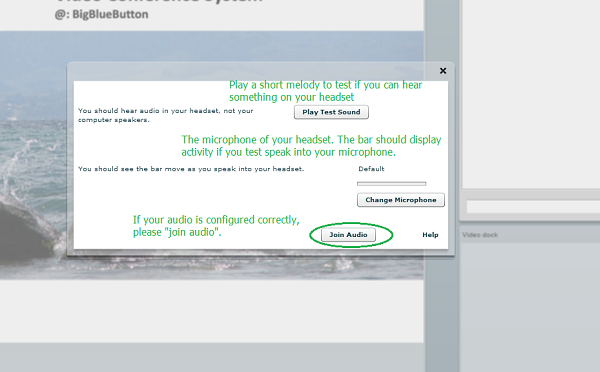 Video Conference System
@: BigBlueButton
Play a short melody to test if you can hear
something on your headset
You should hear audio in your headset, not your
computer speakers.
Play Test Sound
The microphone of your headset. The bar should display
activity if you test speak into your microphone.
You should see the bar move as you speak into your headset.
Default
Change Microphone
If your audio is configured correctly,
please "join audio".
Join Audio
Help
Video dock